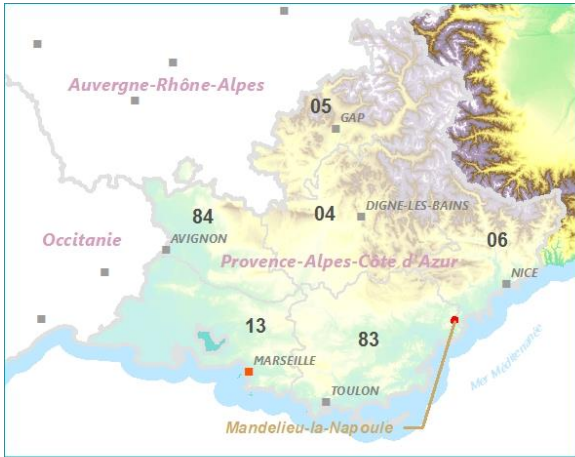 05
Auvergne-Rhône-Alpes
GAP
84
04
DIGNE-LES-BAINS
Occitanie
AVIGNON
06
Provence-Alpes-Côte d'Azur
NICE
13
83
Mer Méditerranée
MARSEILLE
TOULON
Mandelieu-la-Napoule